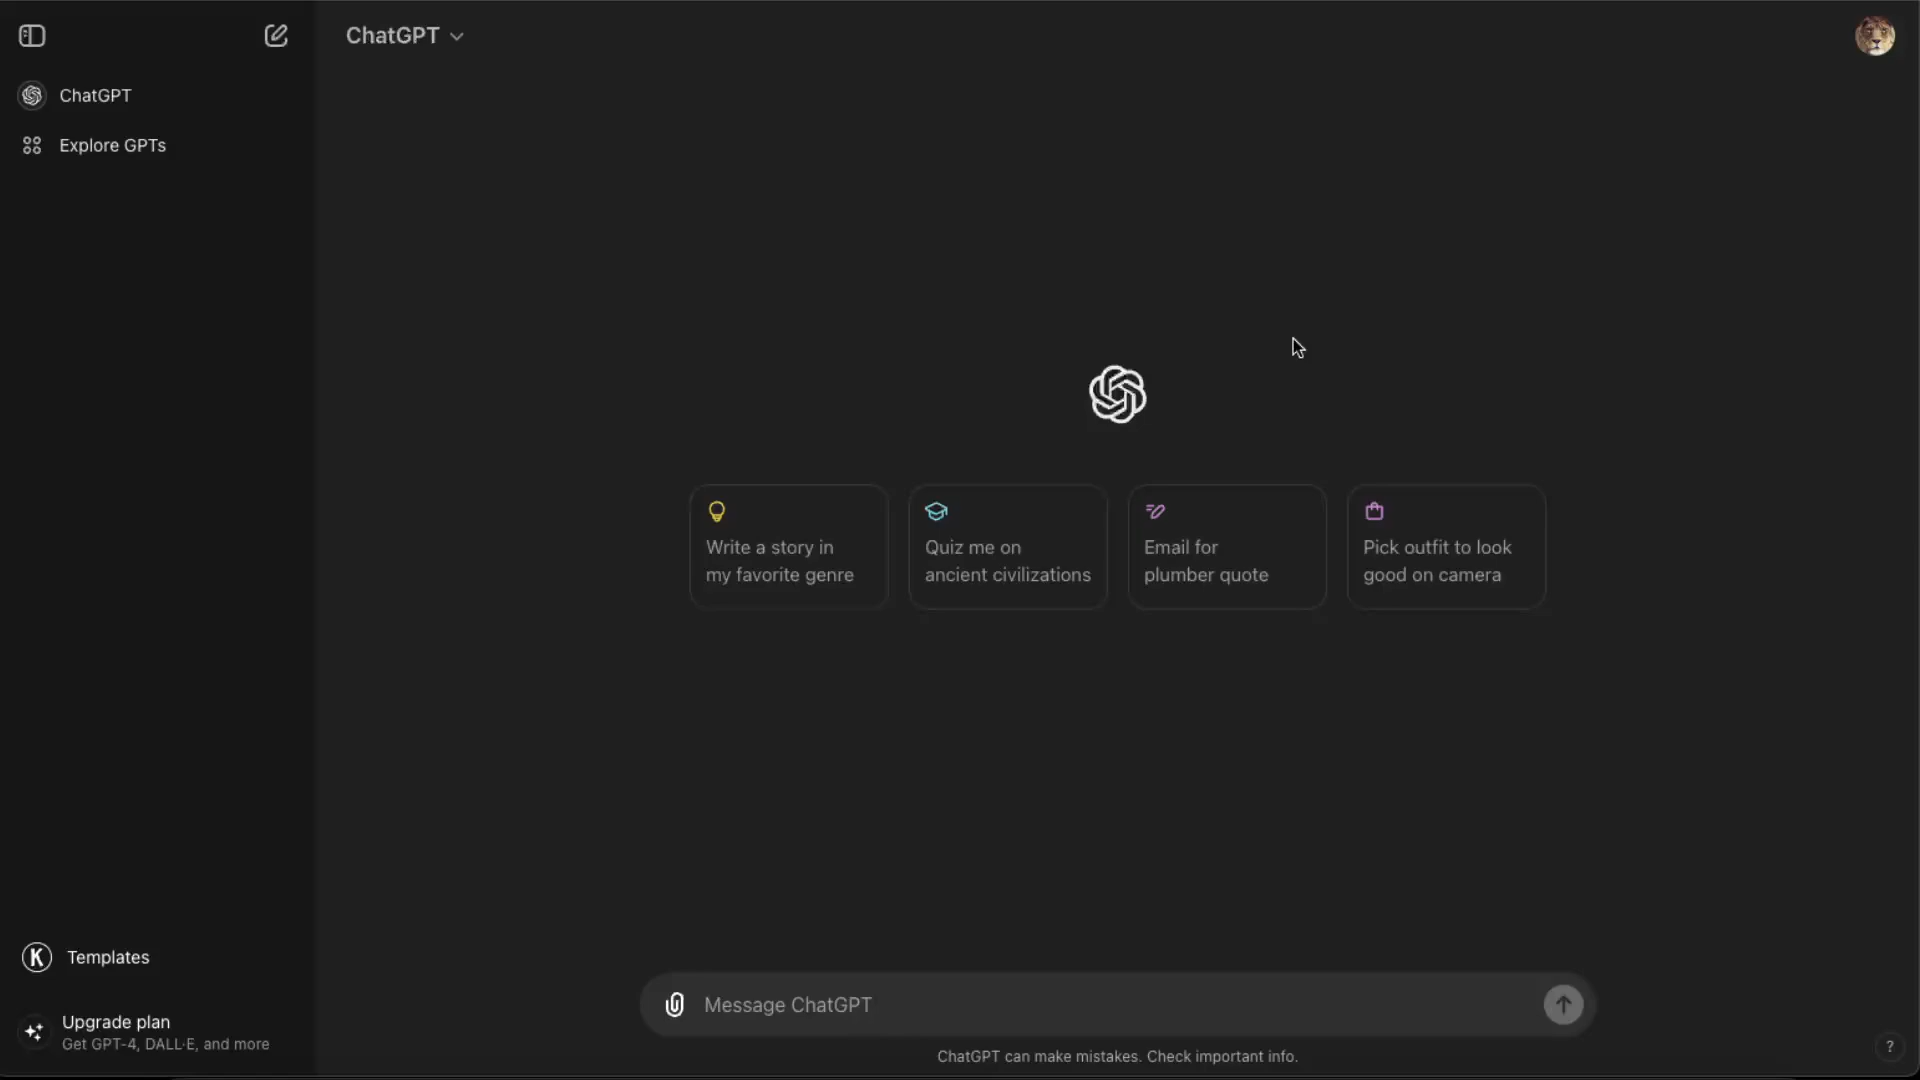 ChatGPT
ChatGPT
Explore GPTs
Write a story in
my favorite genre
Quiz me on
ancient civilizations
Email for
plumber quote
Pick outfit to look
good on camera
K Templates
Upgrade plan
Get GPT-4, DALL·E, and more
Message ChatGPT
ChatGPT can make mistakes. Check important info.
?